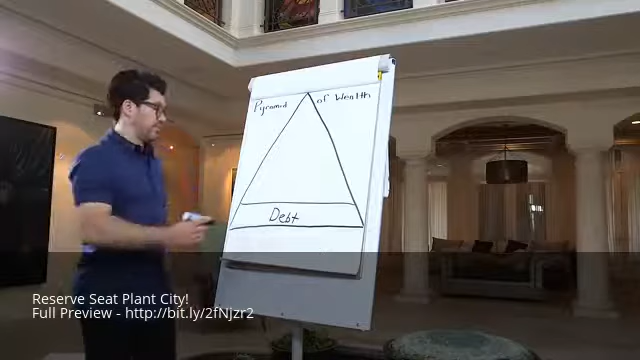 Pyramid of Wealth
Debt
Reserve Seat Plant City!
Full Preview - http://bit.ly/2fNjzr2